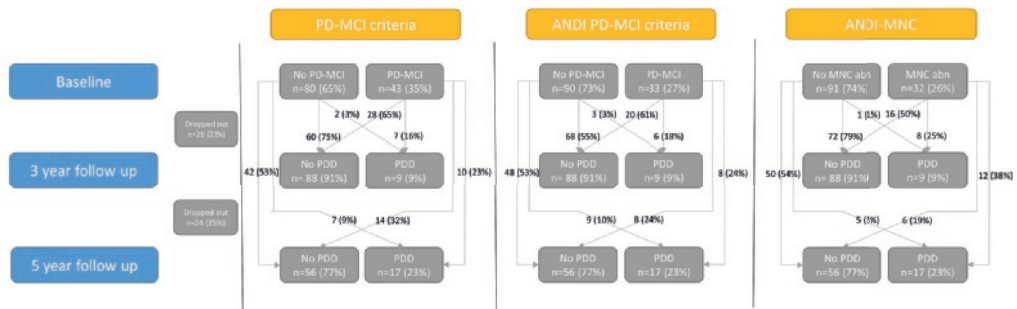 PD-MCI criteria
ANDI PD-MCI criteria
ANDI-MNC
Baseline
No PD-MCI
n=80 (65%)
PD-MCI
n=43 (35%)
No PD-MCI
n=90 (73%)
PD-MCI
n=33 (27%)
No MNC abn
n=91 (74%)
MNC abn
n=32 (26%)
Dropped out
n=26 (21%)
2 (3%)
28 (65%)
60 (75%)
7 (16%)
3 (3%)
20 (61%)
68 (55%)
6 (18%)
1 (1%)
16 (50%)
72 (79%)
8 (25%)
3 year follow up
42 (53%)
No PDD
n= 88 (91%)
PDD
n=9 (9%)
10 (23%)
48 (53%)
No PDD
n= 88 (91%)
PDD
n=9 (9%)
8 (24%)
50 (54%)
No PDD
n= 88 (91%)
PDD
n=9 (9%)
12 (38%)
Dropped out
n=24 (25%)
7 (9%)
14 (32%)
9 (10%)
8 (24%)
5 (5%)
6 (19%)
5 year follow up
No PDD
n=56 (77%)
PDD
n=17 (23%)
No PDD
n=56 (77%)
PDD
n=17 (23%)
No PDD
n=56 (77%)
PDD
n=17 (23%)